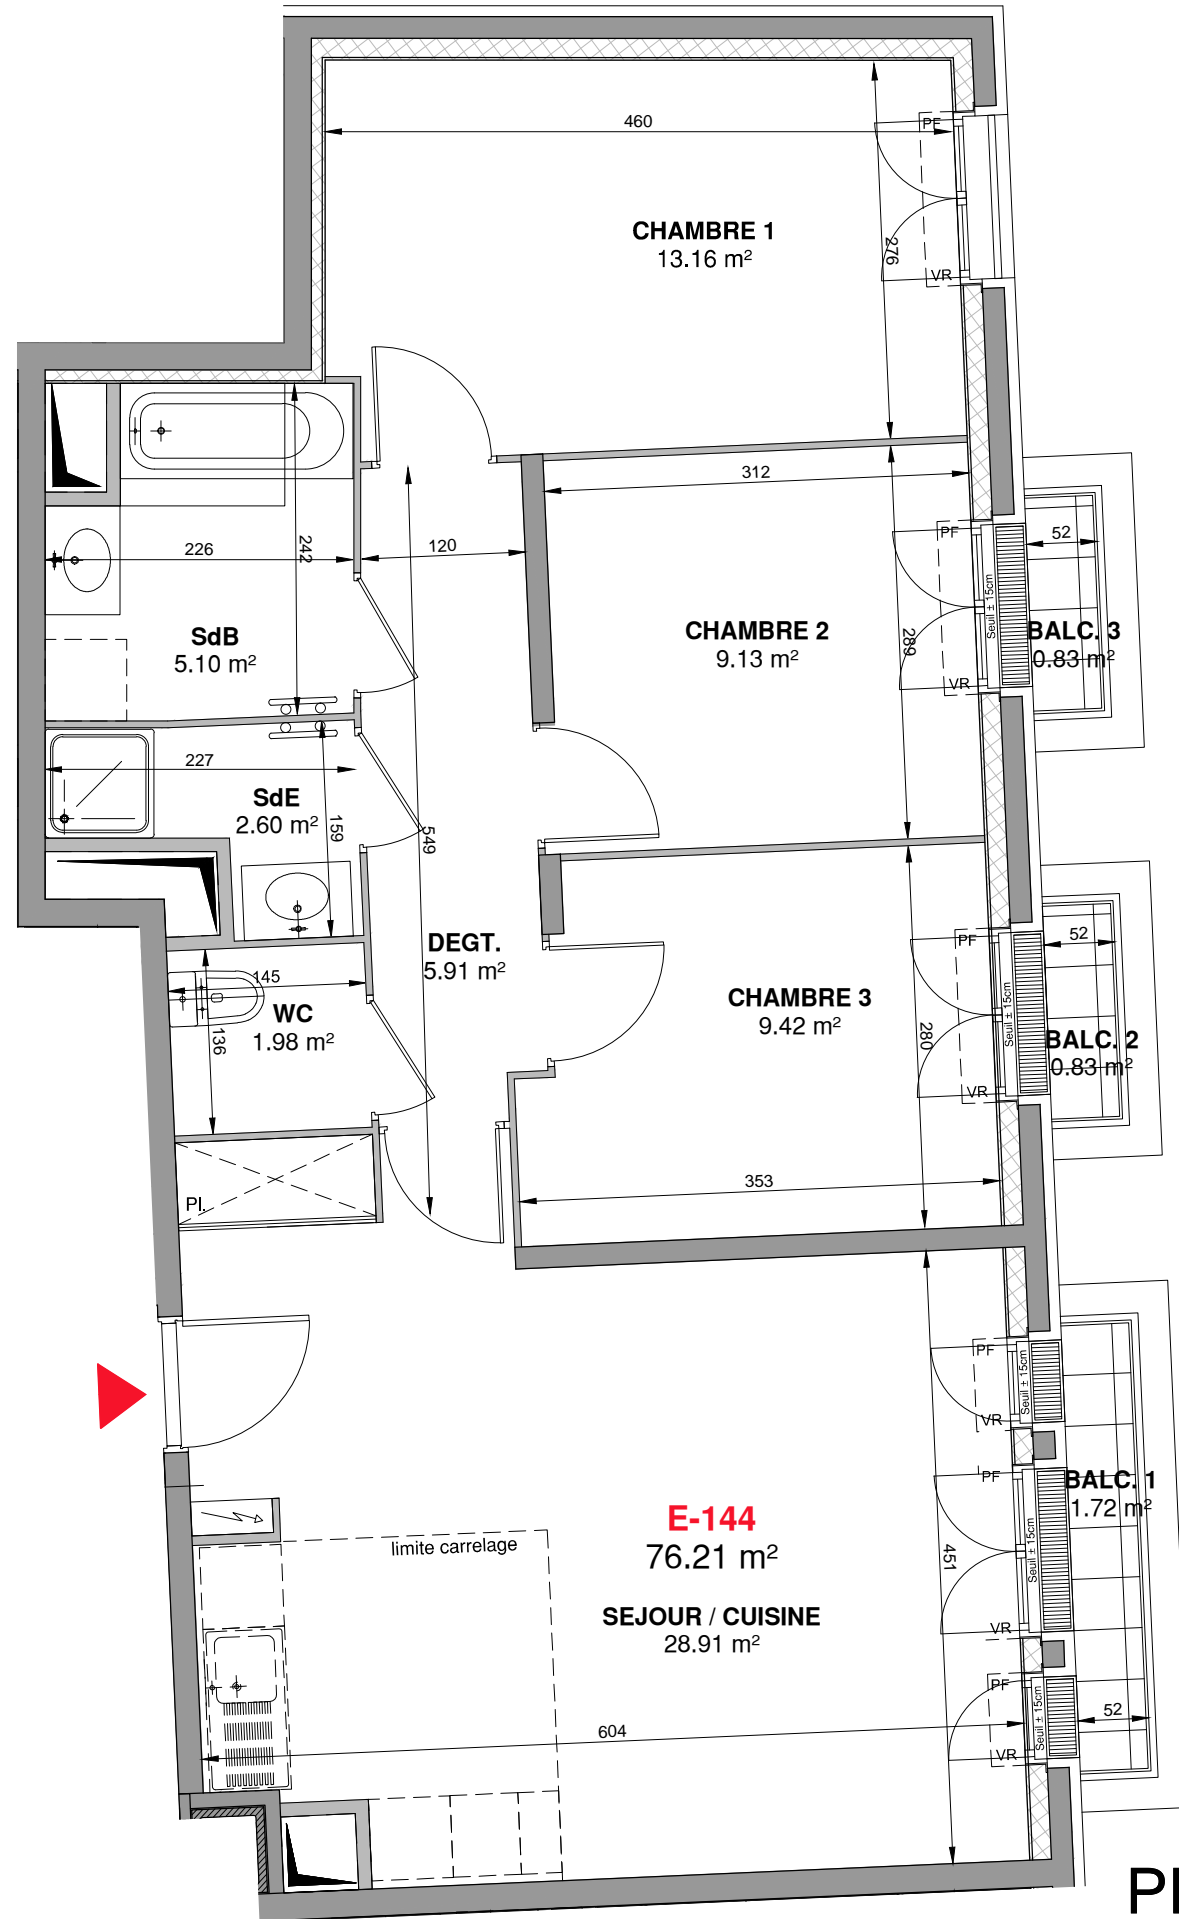 460
PF
CHAMBRE 1
13.16 m²
276
VR
312
PF
52
226
242
120
Seuil ± 15cm
SdB
5.10 m²
CHAMBRE 2
9.13 m²
289
BALC. 3
0.83 m²
VR
227
SdE
2.60 m²
159
549
DEGT.
5.91 m²
PF
52
145
WC
1.98 m²
136
CHAMBRE 3
9.42 m²
280
Seuil ± 15cm
BALC. 2
0.83 m²
VR
353
Pl.
PF
Seuil ± 15cm
VR
PF
BALC. 1
1.72 m²
E-144
76.21 m²
limite carrelage
451
Seuil ± 15cm
SEJOUR / CUISINE
28.91 m²
VR
PF
Seuil ± 15cm
52
604
VR
Pl